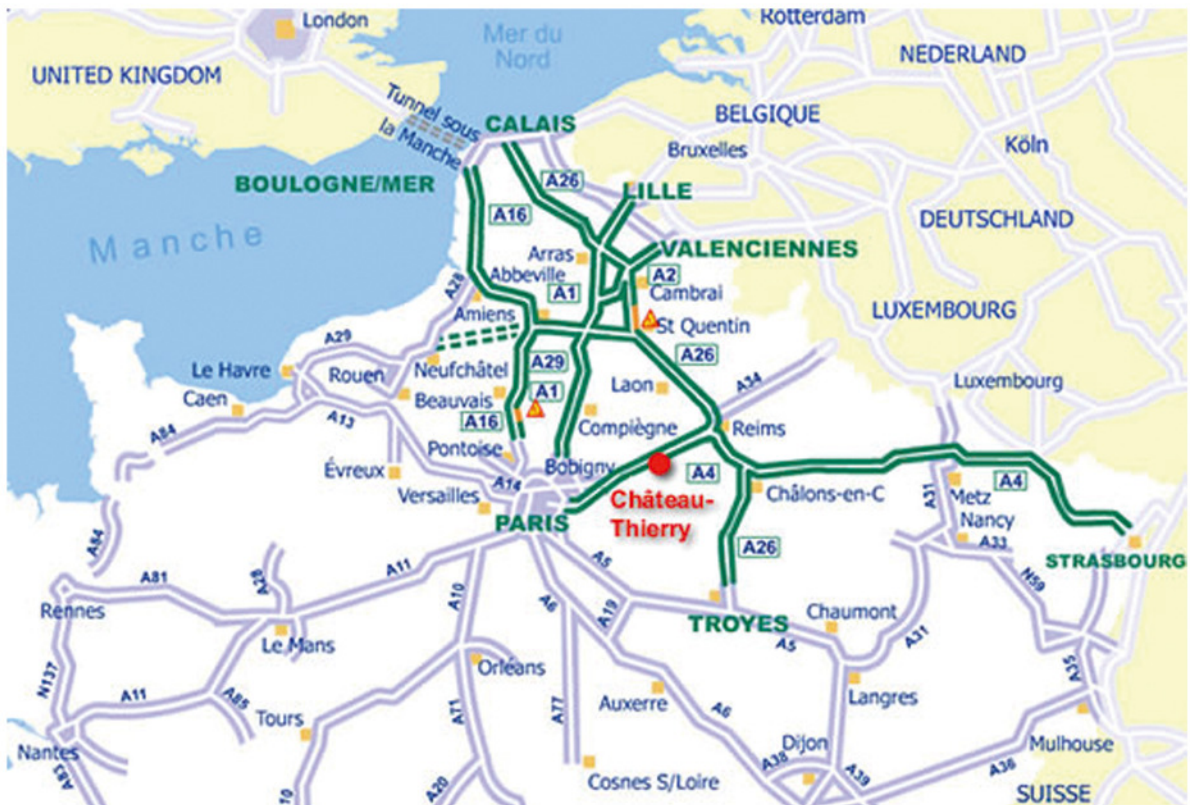 London
Rotterdam
Mer du
Nord
NEDERLAND
UNITED KINGDOM
Tunnel sous
la Manche
CALAIS
BELGIQUE
Bruxelles
Köln
BOULOGNE/MER
A26
LILLE
A16
DEUTSCHLAND
Manche
Arras
VALENCIENNES
Abbeville
A2
A28
A1
Cambrai
LUXEMBOURG
Amiens
St Quentin
A29
A26
Le Havre
Rouen
Neufchâtel
A29
Laon
A34
Luxembourg
Caen
Beauvais
A1
A13
A16
Compiègne
Reims
A84
Pontoise
Évreux
Bobigny
A4
A4
Versailles
A14
Château-
Thierry
Châlons-en-C
A31
Metz
PARIS
Nancy
A84
A26
A33
STRASBOURG
A11
A5
A81
A28
A10
A6
A19
N59
Rennes
Chaumont
TROYES
Le Mans
A5
A31
Orléans
A35
N137
A11
A85
Langres
Tours
A71
A77
Auxerre
A6
Nantes
Dijon
Mulhouse
A83
A20
Cosnes S/Loire
A38
A39
A36
10
SUISSE